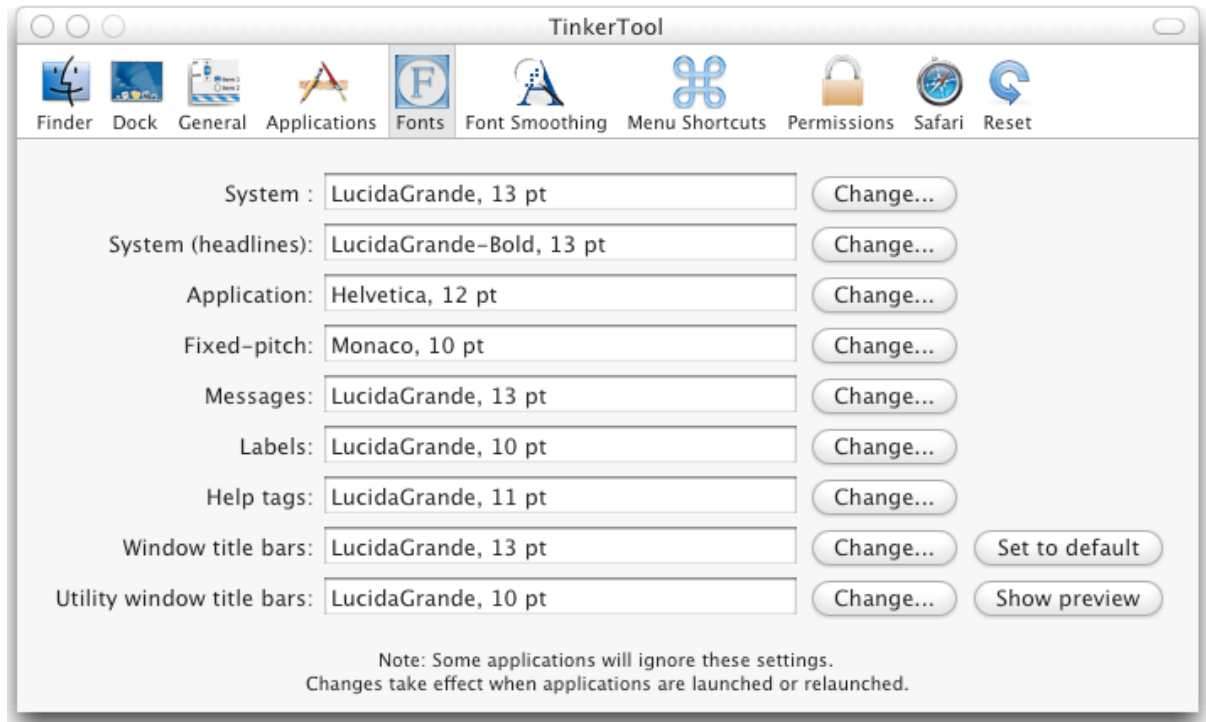 TinkerTool
Finder Dock General Applications Fonts Font Smoothing Menu Shortcuts Permissions Safari Reset
System : LucidaGrande, 13 pt Change...
System (headlines): LucidaGrande-Bold, 13 pt Change...
Application: Helvetica, 12 pt Change...
Fixed-pitch: Monaco, 10 pt Change...
Messages: LucidaGrande, 13 pt Change...
Labels: LucidaGrande, 10 pt Change...
Help tags: LucidaGrande, 11 pt Change...
Window title bars: LucidaGrande, 13 pt Change... Set to default
Utility window title bars: LucidaGrande, 10 pt Change... Show preview
Note: Some applications will ignore these settings.
Changes take effect when applications are launched or relaunched.